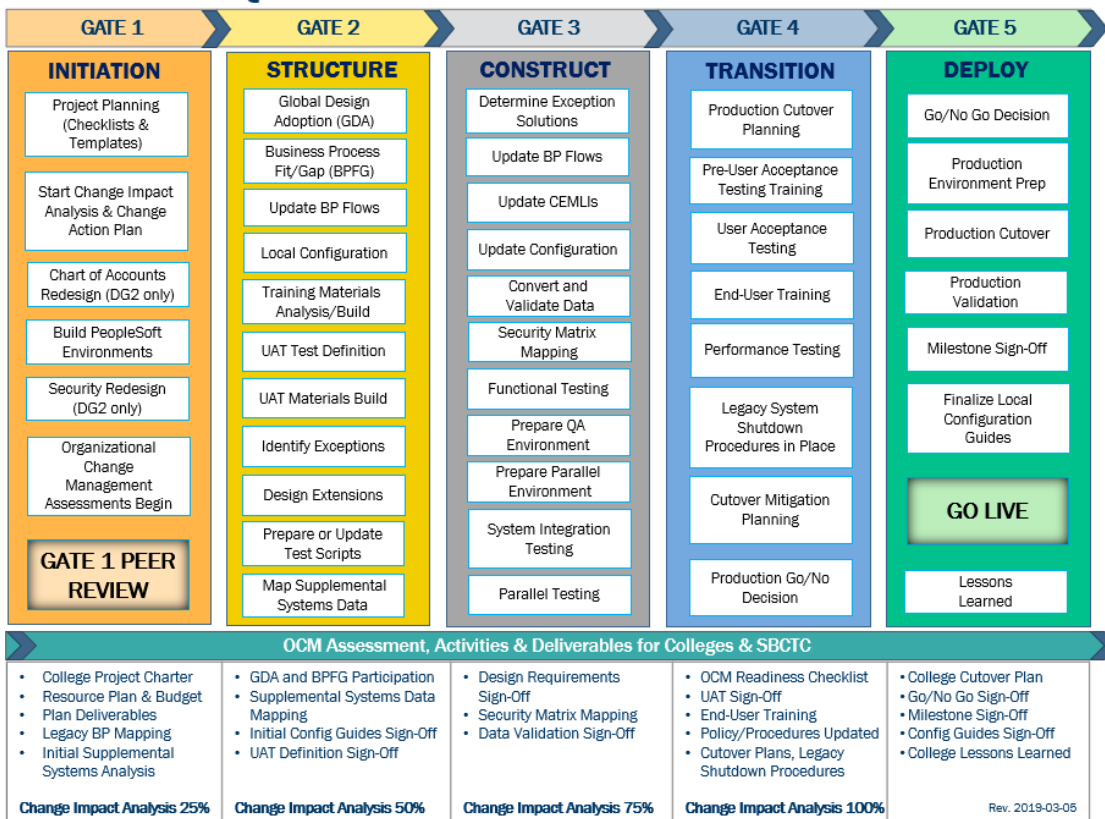 GATE 1
GATE 2
GATE 3
GATE 4
GATE 5
INITIATION
Project Planning
(Checklists &
Templates)
Start Change Impact
Analysis & Change
Action Plan
Chart of Accounts
Redesign (DG2 only)
Build PeopleSoft
Environments
Security Redesign
(DG2 only)
Organizational
Change
Management
Assessments Begin
GATE 1 PEER
REVIEW
STRUCTURE
Global Design
Adoption (GDA)
Business Process
Fit/Gap (BPFG)
Update BP Flows
Local Configuration
Training Materials
Analysis/Build
UAT Test Definition
UAT Materials Build
Identify Exceptions
Design Extensions
Prepare or Update
Test Scripts
Map Supplemental
Systems Data
CONSTRUCT
Determine Exception
Solutions
Update BP Flows
Update CEMLIs
Update Configuration
Convert and
Validate Data
Security Matrix
Mapping
Functional Testing
Prepare QA
Environment
Prepare Parallel
Environment
System Integration
Testing
Parallel Testing
TRANSITION
Production Cutover
Planning
Pre-User Acceptance
Testing Training
User Acceptance
Testing
End-User Training
Performance Testing
Legacy System
Shutdown
Procedures in Place
Cutover Mitigation
Planning
Production Go/No
Decision
DEPLOY
Go/No Go Decision
Production
Environment Prep
Production Cutover
Production
Validation
Milestone Sign-Off
Finalize Local
Configuration
Guides
GO LIVE
Lessons
Learned
OCM Assessment, Activities & Deliverables for Colleges & SBCTC
• College Project Charter
• Resource Plan & Budget
• Plan Deliverables
• Legacy BP Mapping
• Initial Supplemental
Systems Analysis
Change Impact Analysis 25%
• GDA and BPFG Participation
• Supplemental Systems Data
Mapping
• Initial Config Guides Sign-Off
• UAT Definition Sign-Off
Change Impact Analysis 50%
• Design Requirements
Sign-Off
• Security Matrix Mapping
• Data Validation Sign-Off
Change Impact Analysis 75%
• OCM Readiness Checklist
• UAT Sign-Off
• End-User Training
• Policy/Procedures Updated
• Cutover Plans, Legacy
Shutdown Procedures
Change Impact Analysis 100%
• College Cutover Plan
• Go/No Go Sign-Off
• Milestone Sign-Off
• Config Guides Sign-Off
• College Lessons Learned
Rev. 2019-03-05